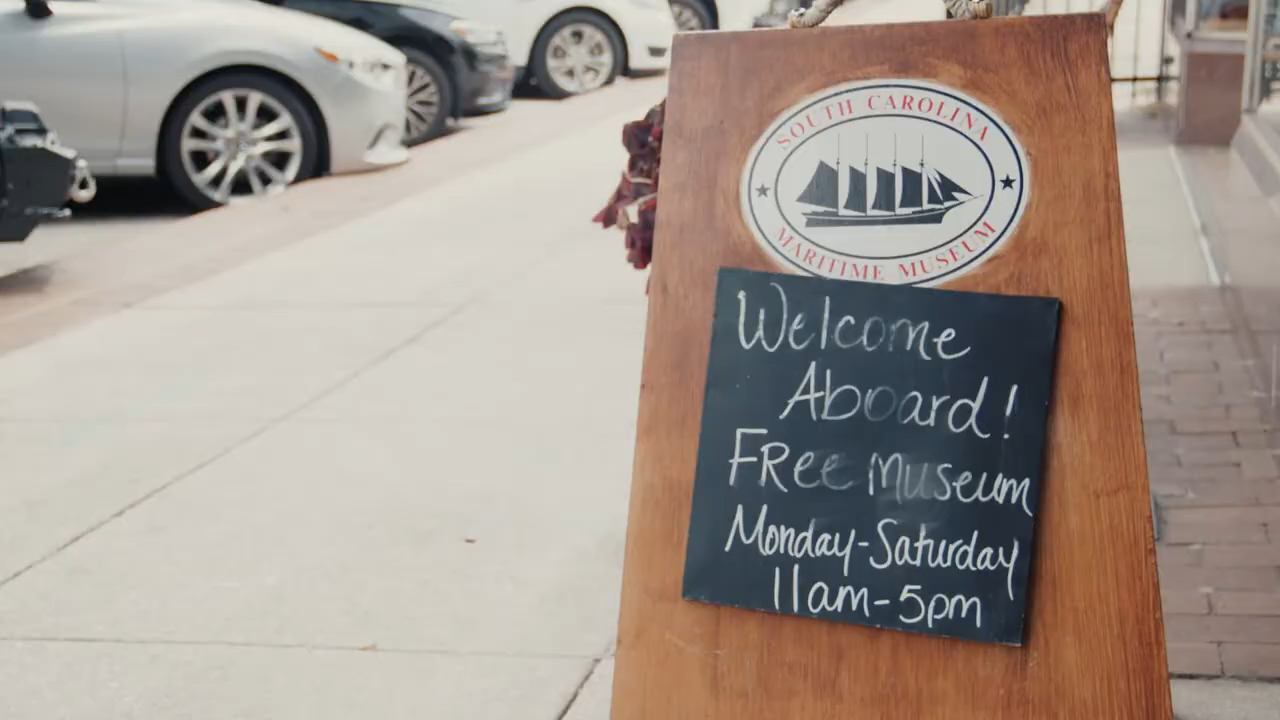 SOUTH CAROLINA
MARITIME MUSEUM
Welcome
Aboard!
FRee Museum
Monday-Saturday
11am-5pm